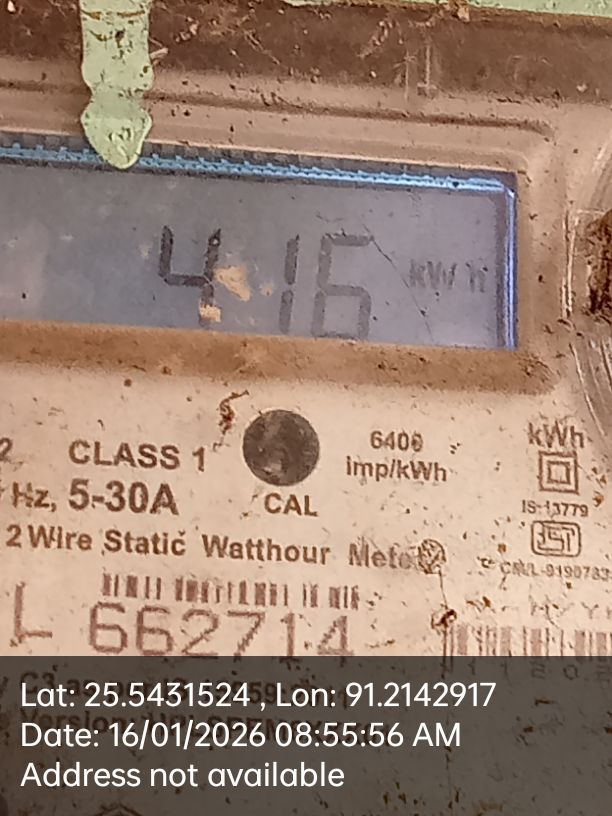 416 kWh
CLASS 1
6400
imp/kWh
kWh
Hz, 5-30A
CAL
IS-13779
2 Wire Static Watthour Meter
L 662714
Lat: 25.5431524 , Lon: 91.2142917
Date: 16/01/2026 08:55:56 AM
Address not available